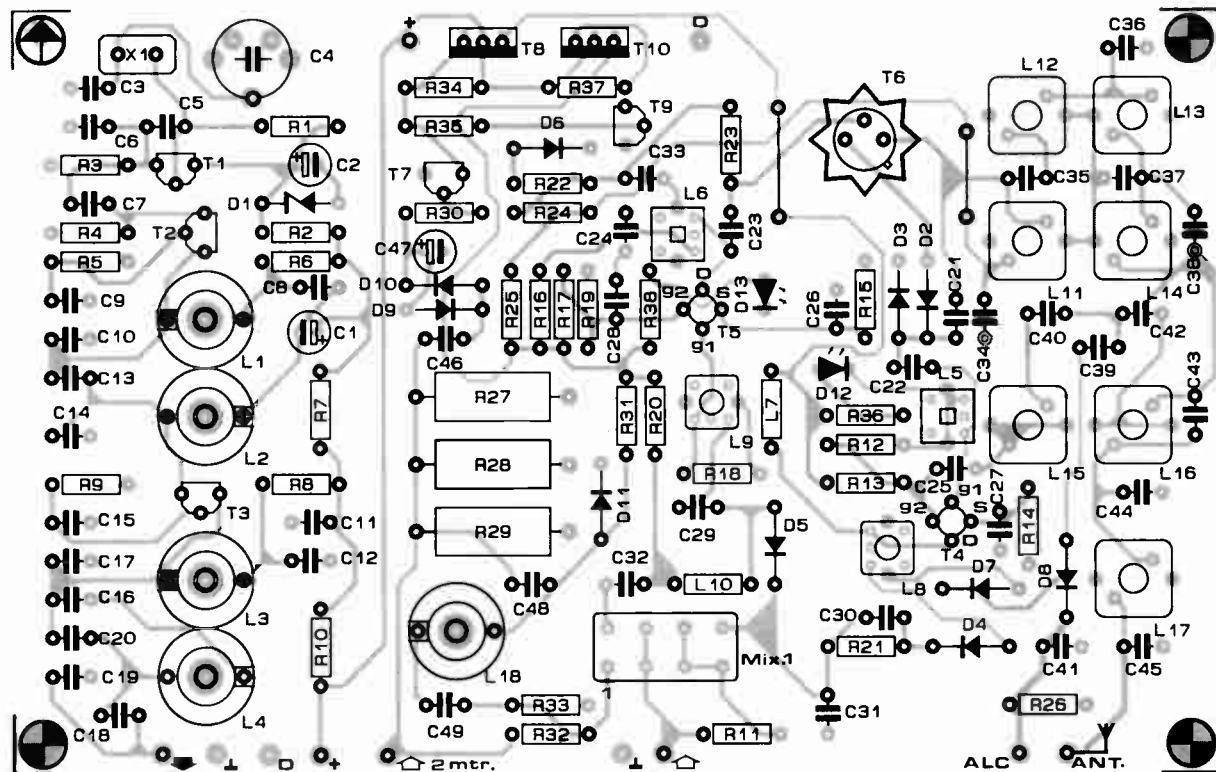 + D C36
X1 C4 T8 T10 L12 L13
C3 C5 R34 R37 T9 T6
C6 R1 R35 D6 R23
R3 T1 C2 T7 R22 C33 C35 C37
C7 D1 R30 R24 L6
R4 T2 R2 C47 C24 C23 D3 D2 C38
R5 R6 D10 D S C21
C9 C8 D9 R25 R16 R17 R19 C28 R38 g2 T5 g1 D13 C26 R15 C34 L11 L14
C10 C1 C46 C40 C42
L1 C39
C13 R7 R27 R31 R20 L9 L7 D12 C22 L5 C43
C14 R36
L2 R28 R12 L15 L16
R9 R8 R18 R13 C25 g1 C27 R14 C44
C15 T3 C11 R29 D11 C29 D5 g2 S D T4
C17 C12 C32 D7 D8
C16 L3 C48 L10 L8
C20 R10 C30 D4 L17
C19 L18 Mix.1 R21 C41 C45
L4 1
C18 C49 R33 C31 R26
R32 R11
⊥ D + 2 mtr. ⊥ ALC ANT.